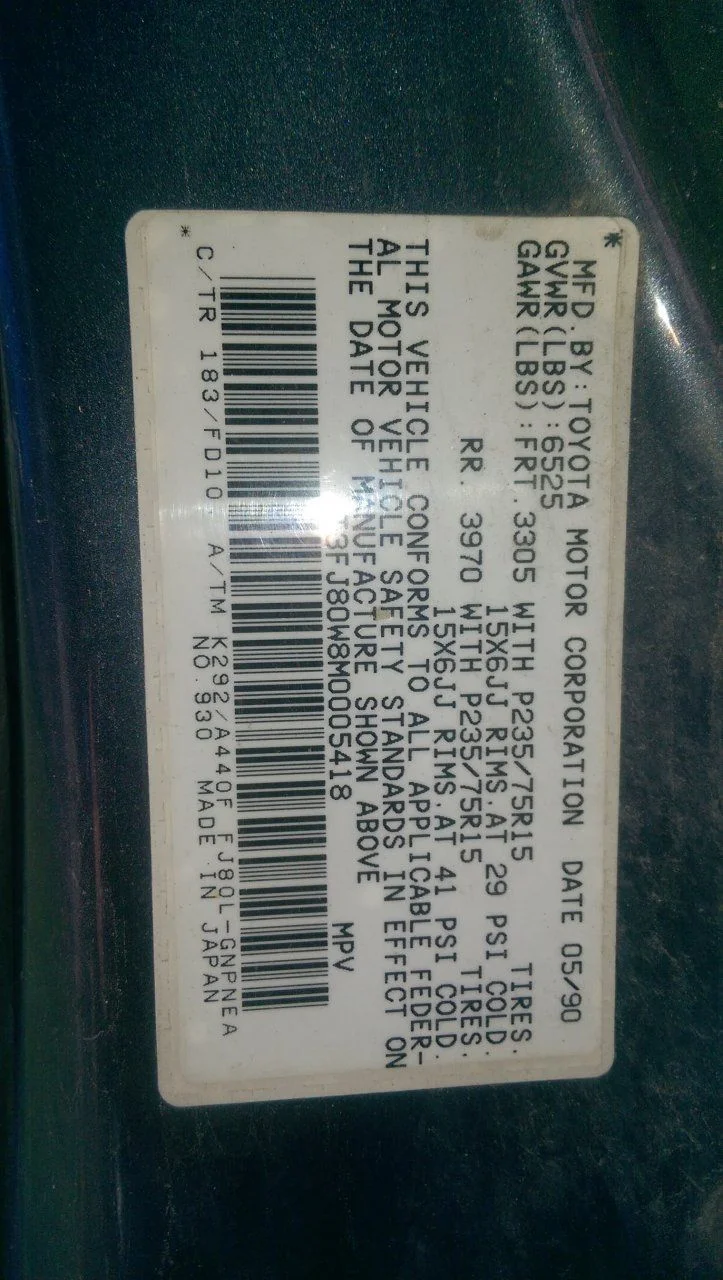 * MFD.BY:TOYOTA MOTOR CORPORATION DATE 05/90
GVWR(LBS):6525
GAWR(LBS):FRT.3305 WITH P235/75R15 TIRES.
15X6JJ RIMS.AT 29 PSI COLD.
RR. 3970 WITH P235/75R15 TIRES.
15X6JJ RIMS.AT 41 PSI COLD.
THIS VEHICLE CONFORMS TO ALL APPLICABLE FEDER-
AL MOTOR VEHICLE SAFETY STANDARDS IN EFFECT ON
THE DATE OF MANUFACTURE SHOWN ABOVE
MPV
C/TR 183/FD10 A/TM K292/A440F FJ80L-GNPNEA
* NO.930 MADE IN JAPAN